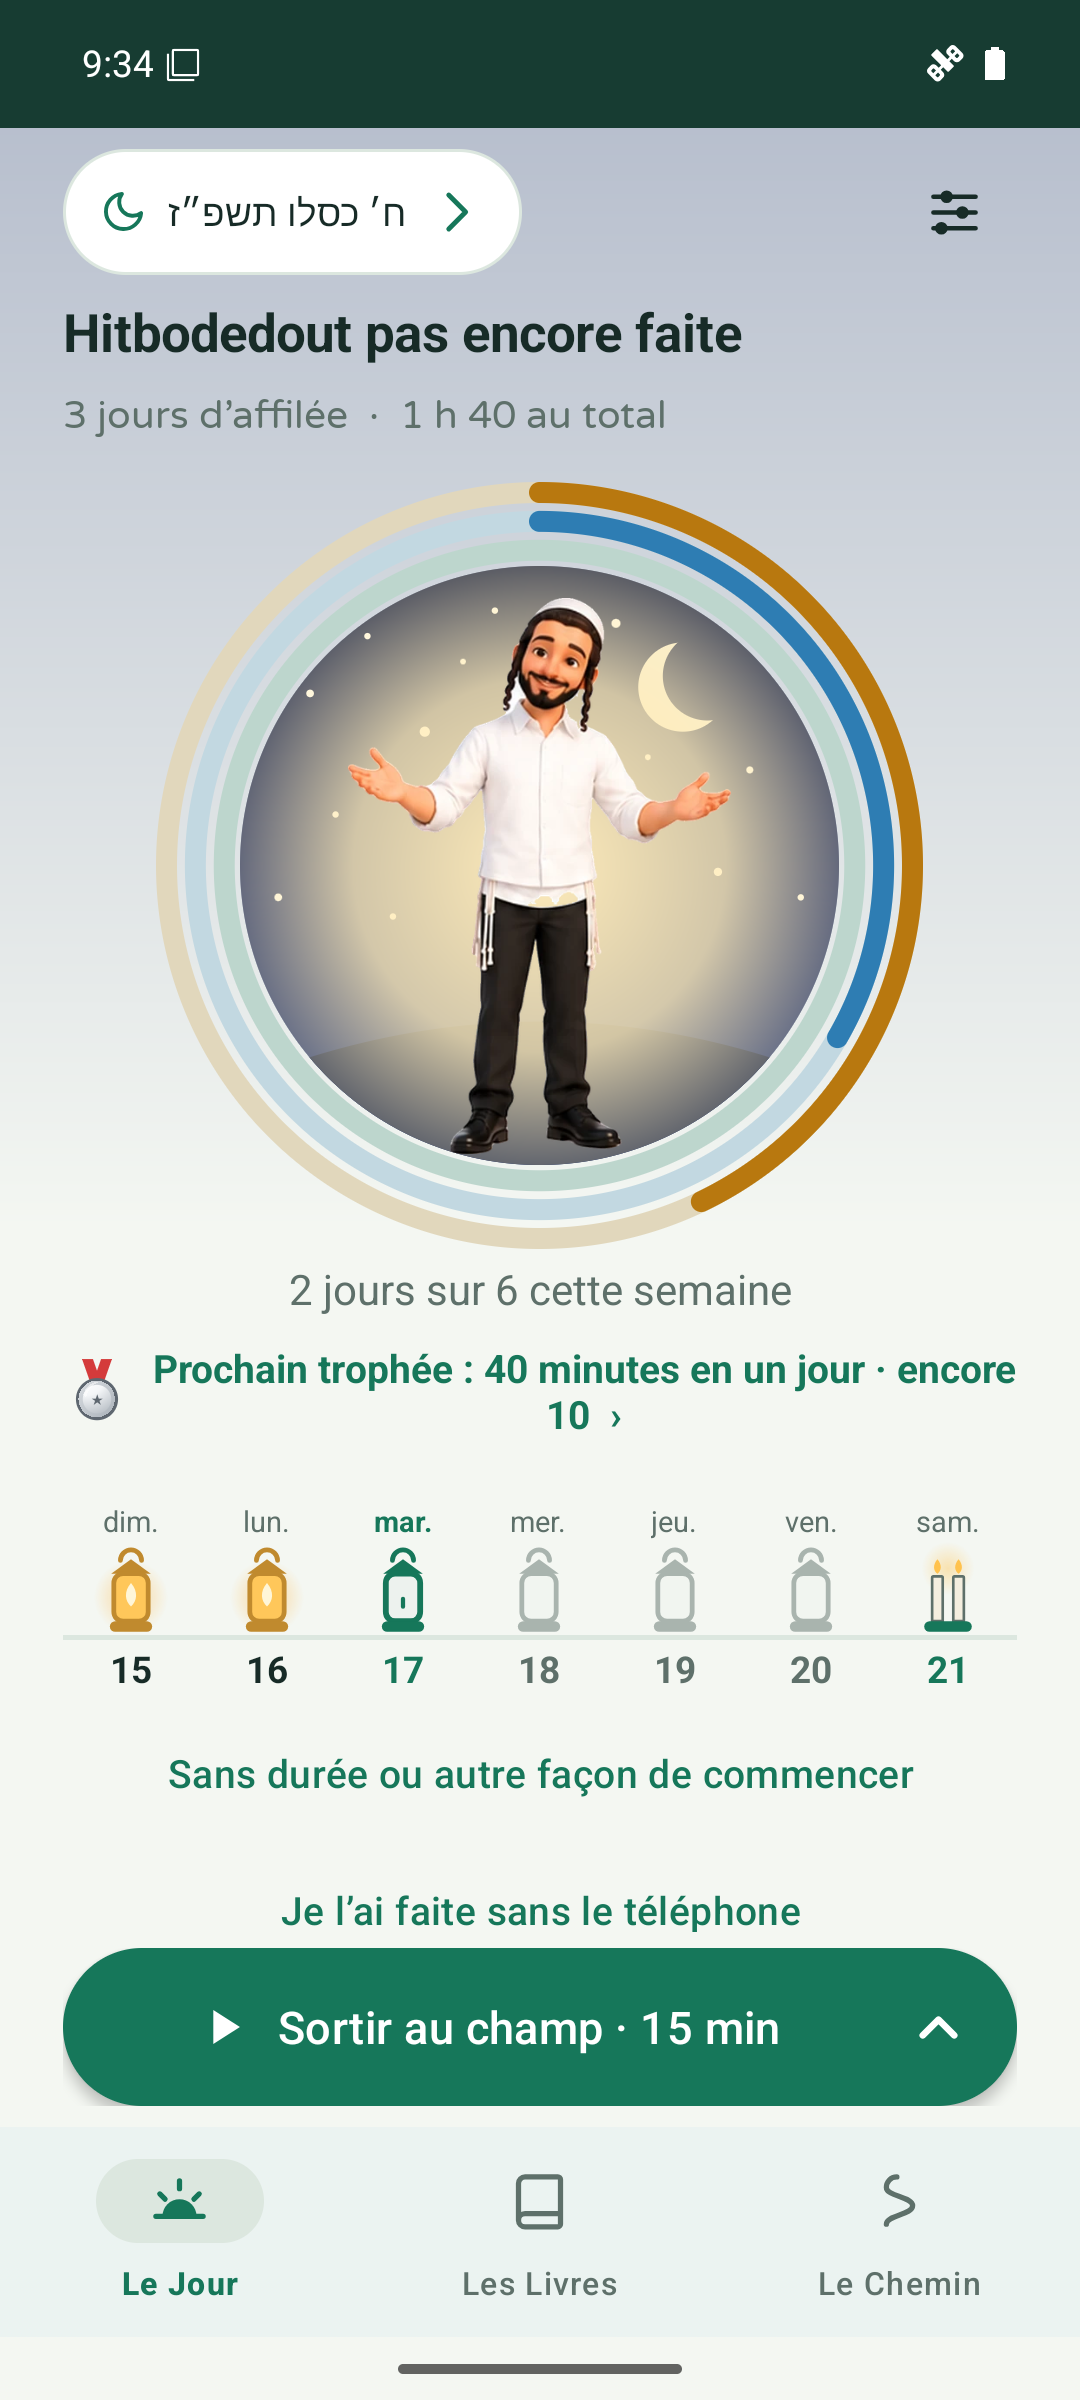 9:34
ח׳ כסלו תשפ״ז
Hitbodedout pas encore faite
3 jours d’affilée · 1 h 40 au total
2 jours sur 6 cette semaine
Prochain trophée : 40 minutes en un jour · encore
10 ›
dim. lun. mar. mer. jeu. ven. sam.
15 16 17 18 19 20 21
Sans durée ou autre façon de commencer
Je l’ai faite sans le téléphone
Sortir au champ · 15 min
Le Jour Les Livres Le Chemin